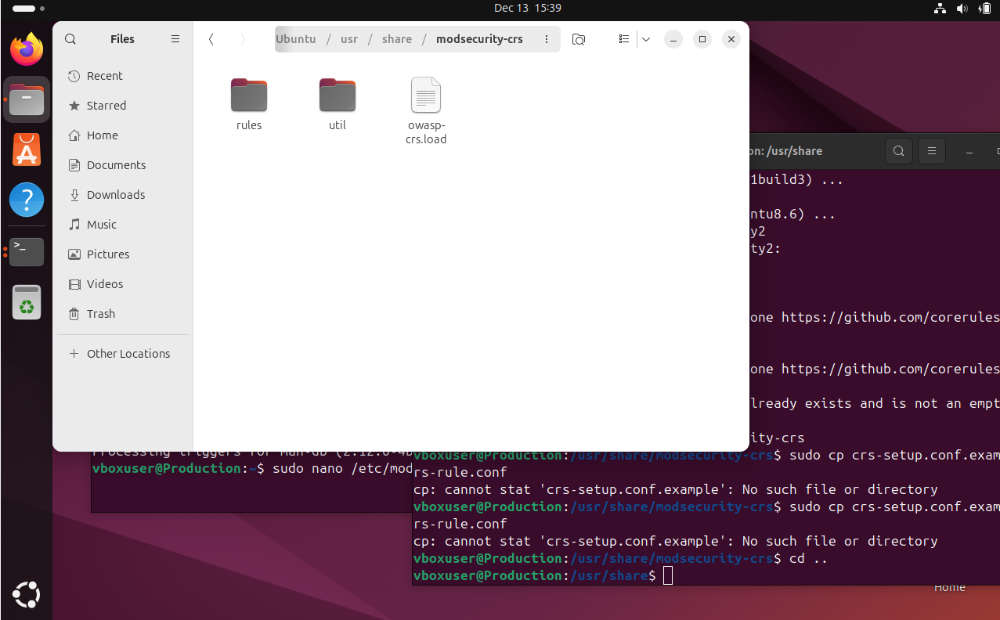 Dec 13 15:39
Files
Ubuntu / usr / share / modsecurity-crs
Recent
Starred
Home
Documents
Downloads
Music
Pictures
Videos
Trash
Other Locations
rules
util
owasp-
crs.load
on: /usr/share
1build3) ...
ntu8.6) ...
y2
ty2:
one https://github.com/corerules
one https://github.com/corerules
lready exists and is not an empt
ity-crs
vboxuser@Production:/usr/share/modsecurity-crs$ sudo cp crs-setup.conf.exam
rs-rule.conf
cp: cannot stat 'crs-setup.conf.example': No such file or directory
vboxuser@Production:/usr/share/modsecurity-crs$ sudo cp crs-setup.conf.exam
rs-rule.conf
cp: cannot stat 'crs-setup.conf.example': No such file or directory
vboxuser@Production:/usr/share/modsecurity-crs$ cd ..
vboxuser@Production:/usr/share$
Processing triggers for man-db (2.12.0-4b
vboxuser@Production:~$ sudo nano /etc/mod
Home